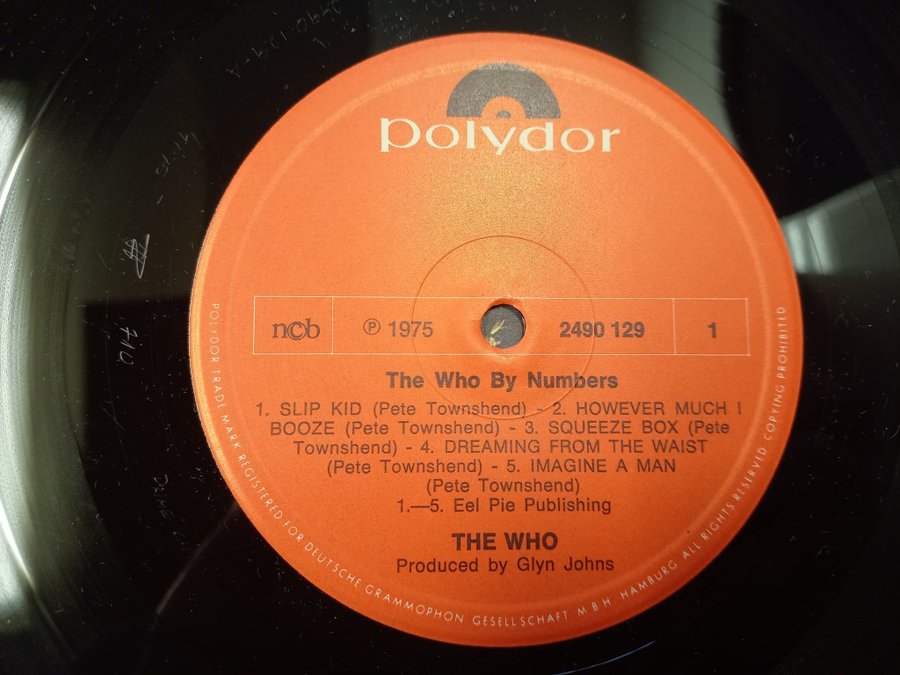 polydor
ncb ℗ 1975 2490 129 1
The Who By Numbers
1. SLIP KID (Pete Townshend) - 2. HOWEVER MUCH I
BOOZE (Pete Townshend) - 3. SQUEEZE BOX (Pete
Townshend) - 4. DREAMING FROM THE WAIST
(Pete Townshend) - 5. IMAGINE A MAN
(Pete Townshend)
1.—5. Eel Pie Publishing
THE WHO
Produced by Glyn Johns
POLYDOR TRADE MARK REGISTERED FOR DEUTSCHE GRAMMOPHON GESELLSCHAFT M B H HAMBURG ALL RIGHTS RESERVED COPYING PROHIBITED